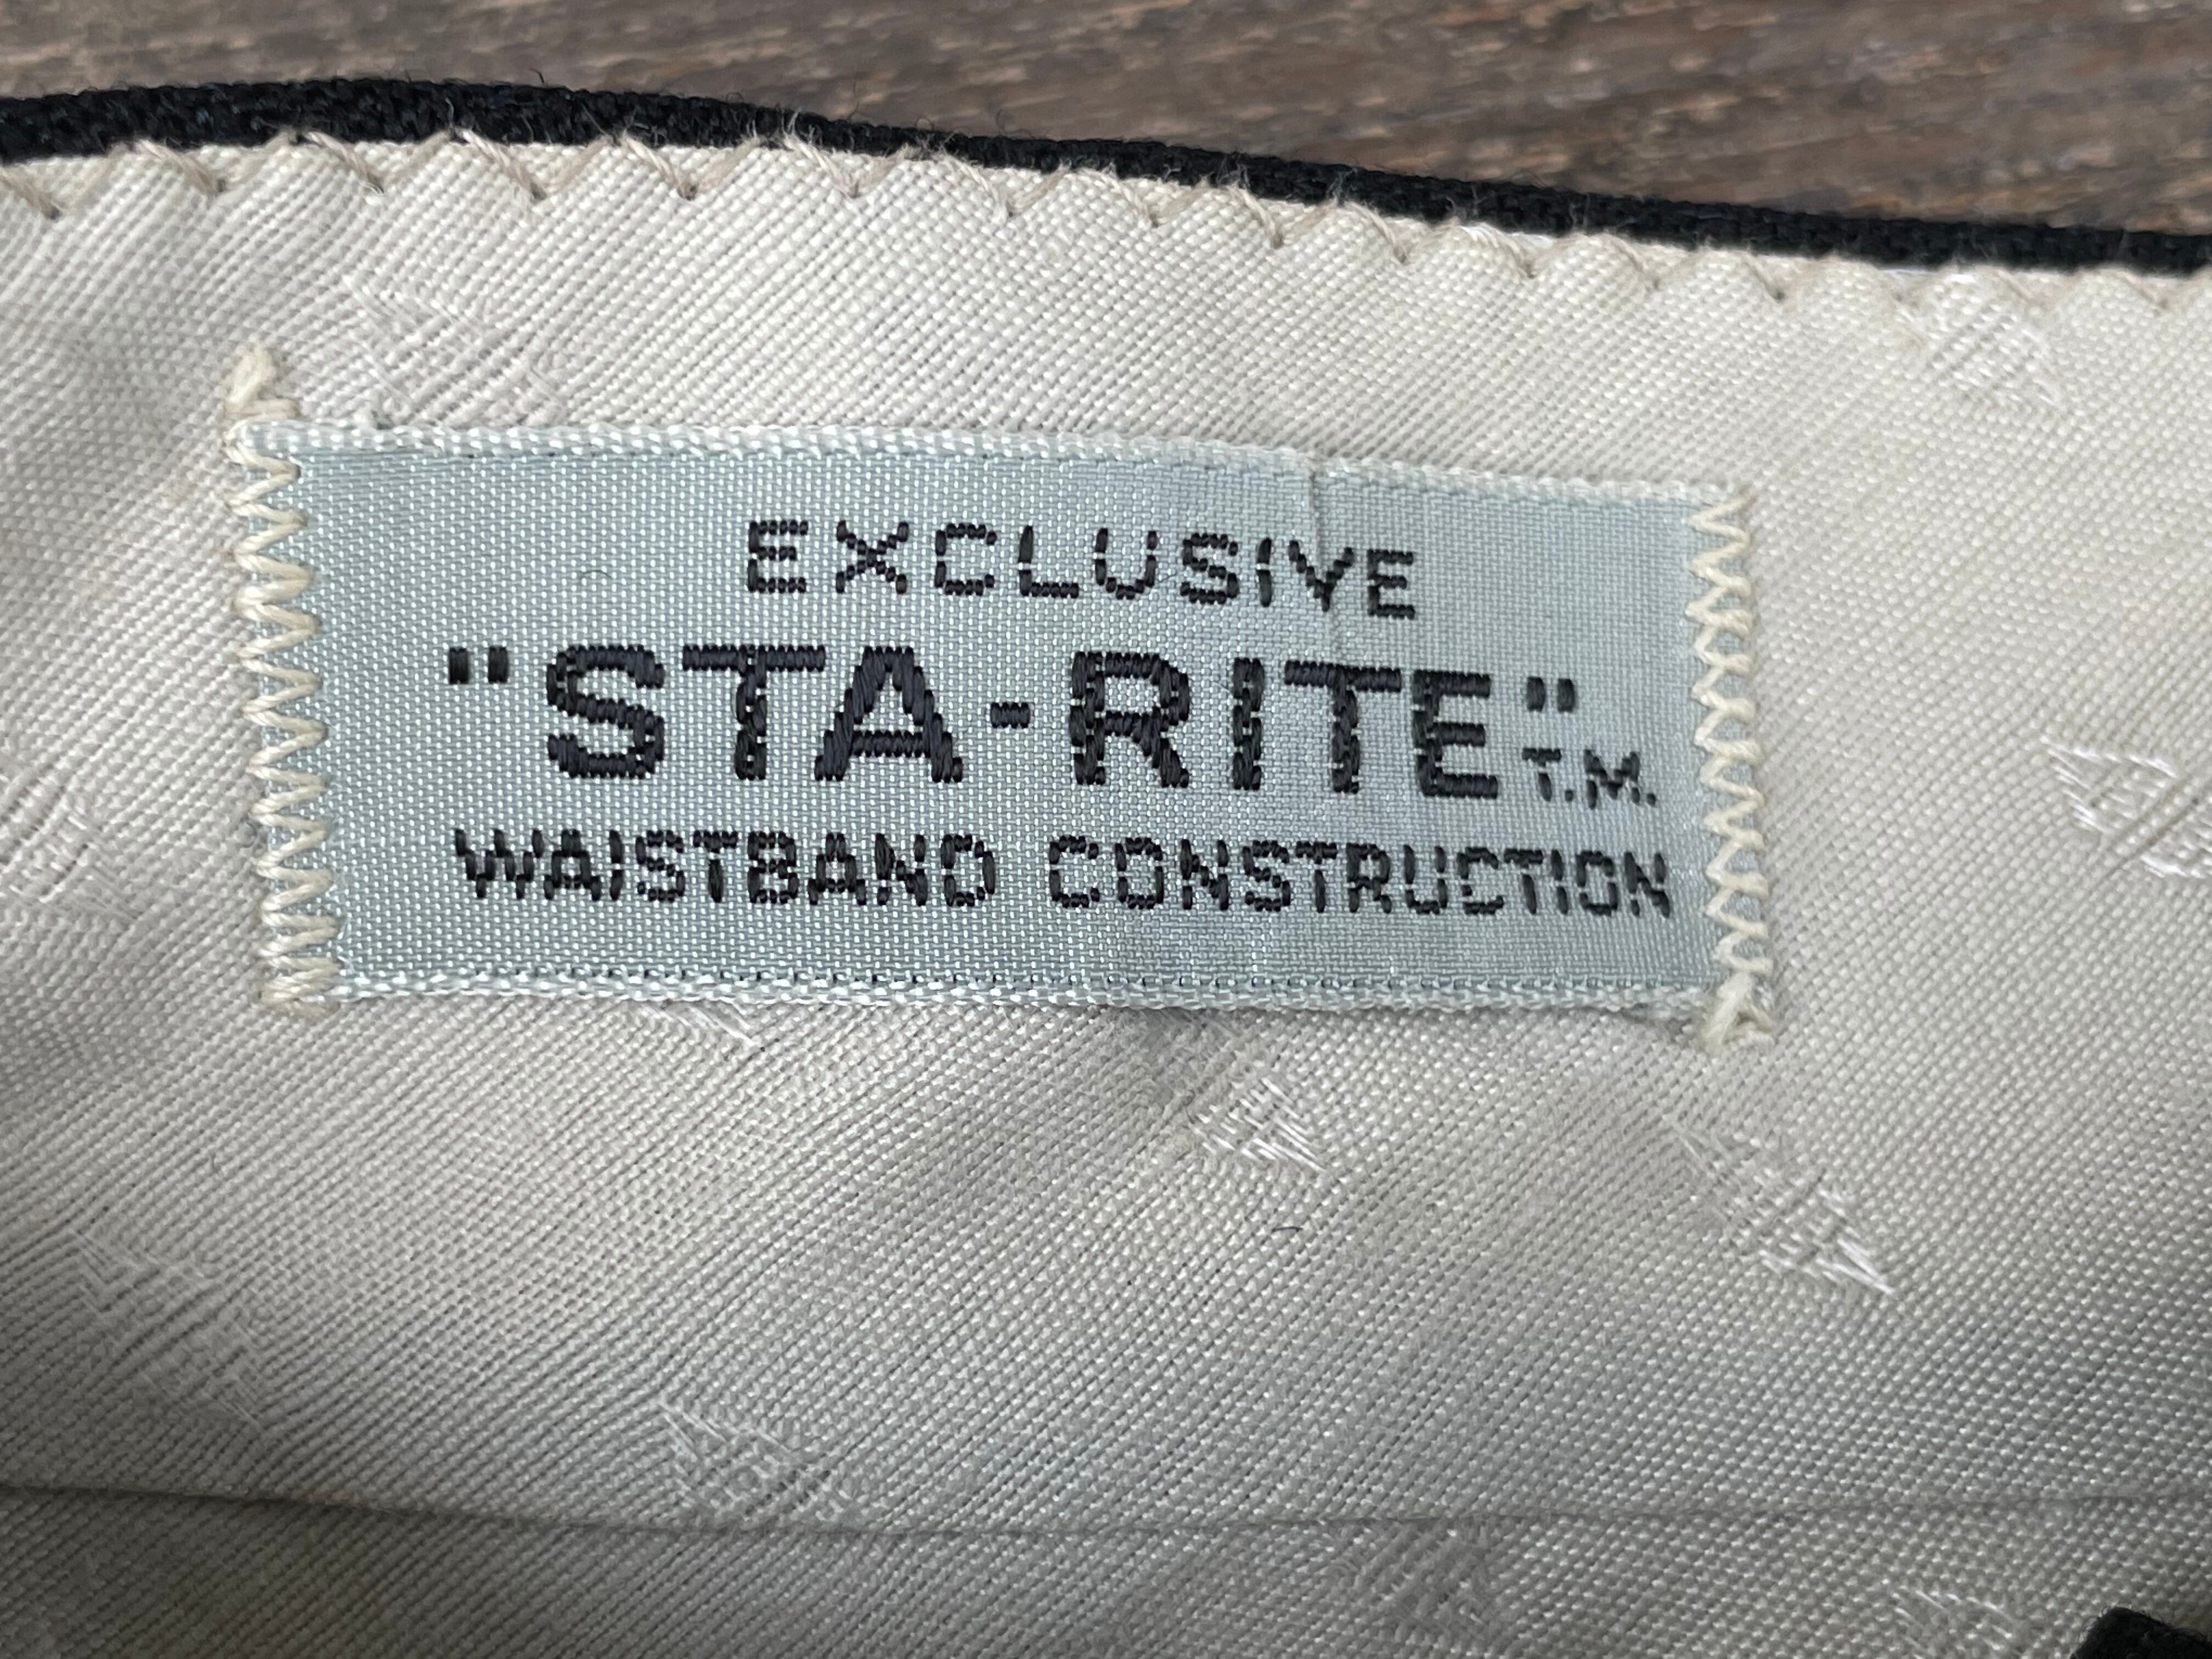 EXCLUSIVE
"STA-RITE" T.M.
WAISTBAND CONSTRUCTION